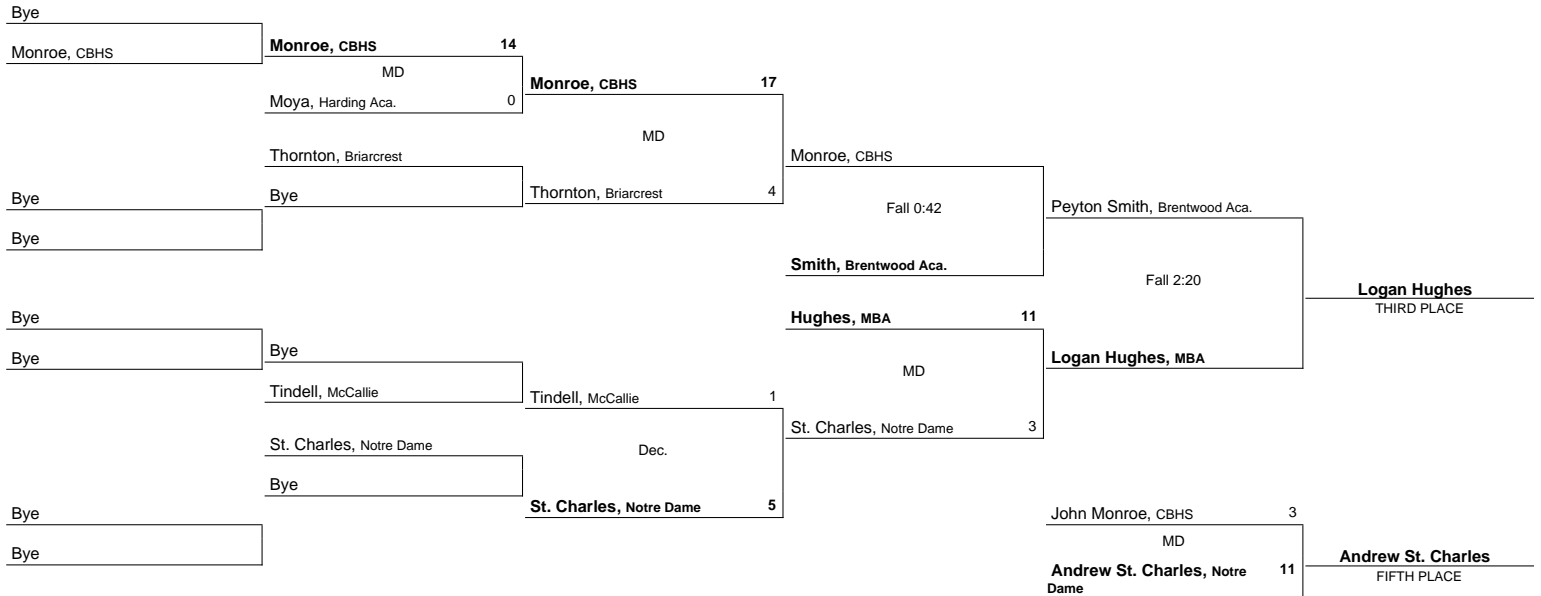 Bye
Monroe, CBHS
Bye
Bye
Bye
Bye
Bye
Bye
Monroe, CBHS 14
MD
Moya, Harding Aca. 0
Thornton, Briarcrest
Bye
Bye
Tindell, McCallie
St. Charles, Notre Dame
Bye
Monroe, CBHS 17
MD
Thornton, Briarcrest 4
Tindell, McCallie 1
Dec.
St. Charles, Notre Dame 5
Monroe, CBHS
Fall 0:42
Smith, Brentwood Aca.
Hughes, MBA 11
MD
St. Charles, Notre Dame 3
Peyton Smith, Brentwood Aca.
Fall 2:20
Logan Hughes, MBA
Logan Hughes
THIRD PLACE
John Monroe, CBHS 3
MD
Andrew St. Charles, Notre 11
Dame
Andrew St. Charles
FIFTH PLACE